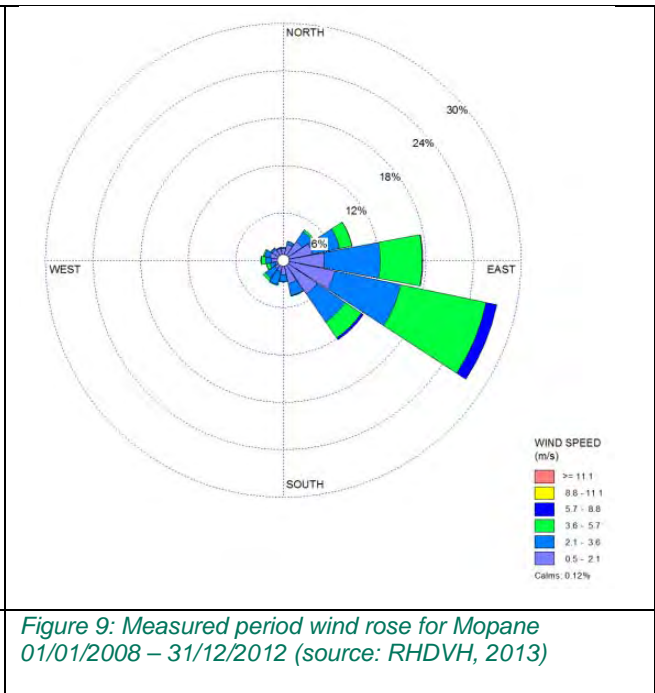 NORTH
30%
24%
18%
12%
6%
WEST
EAST
SOUTH
WIND SPEED
(m/s)
>= 11.1
8.8 - 11.1
5.7 - 8.8
3.6 - 5.7
2.1 - 3.6
0.5 - 2.1
Calms: 0.12%
Figure 9: Measured period wind rose for Mopane
01/01/2008 – 31/12/2012 (source: RHDVH, 2013)